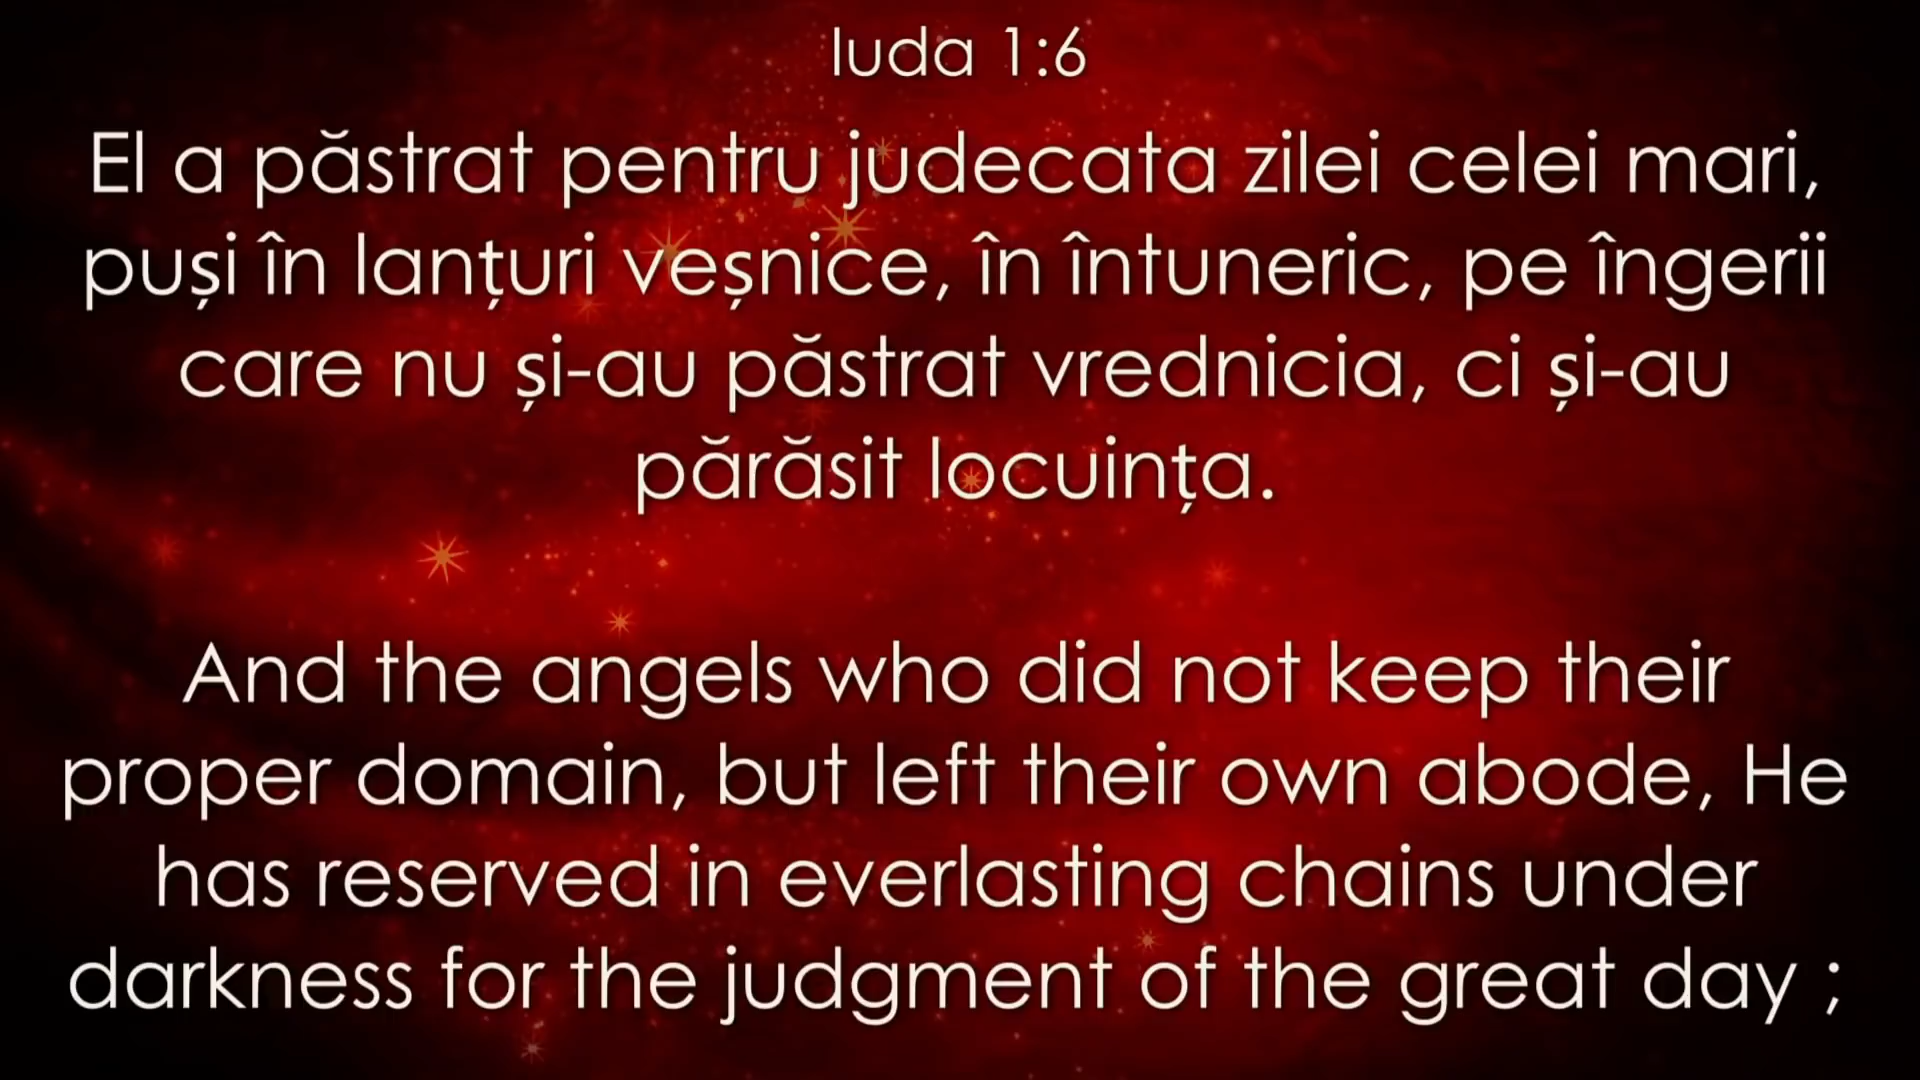 Iuda 1:6
El a păstrat pentru judecata zilei celei mari,
puși în lanțuri veșnice, în întuneric, pe îngerii
care nu și-au păstrat vrednicia, ci și-au
părăsit locuința.
And the angels who did not keep their
proper domain, but left their own abode, He
has reserved in everlasting chains under
darkness for the judgment of the great day ;